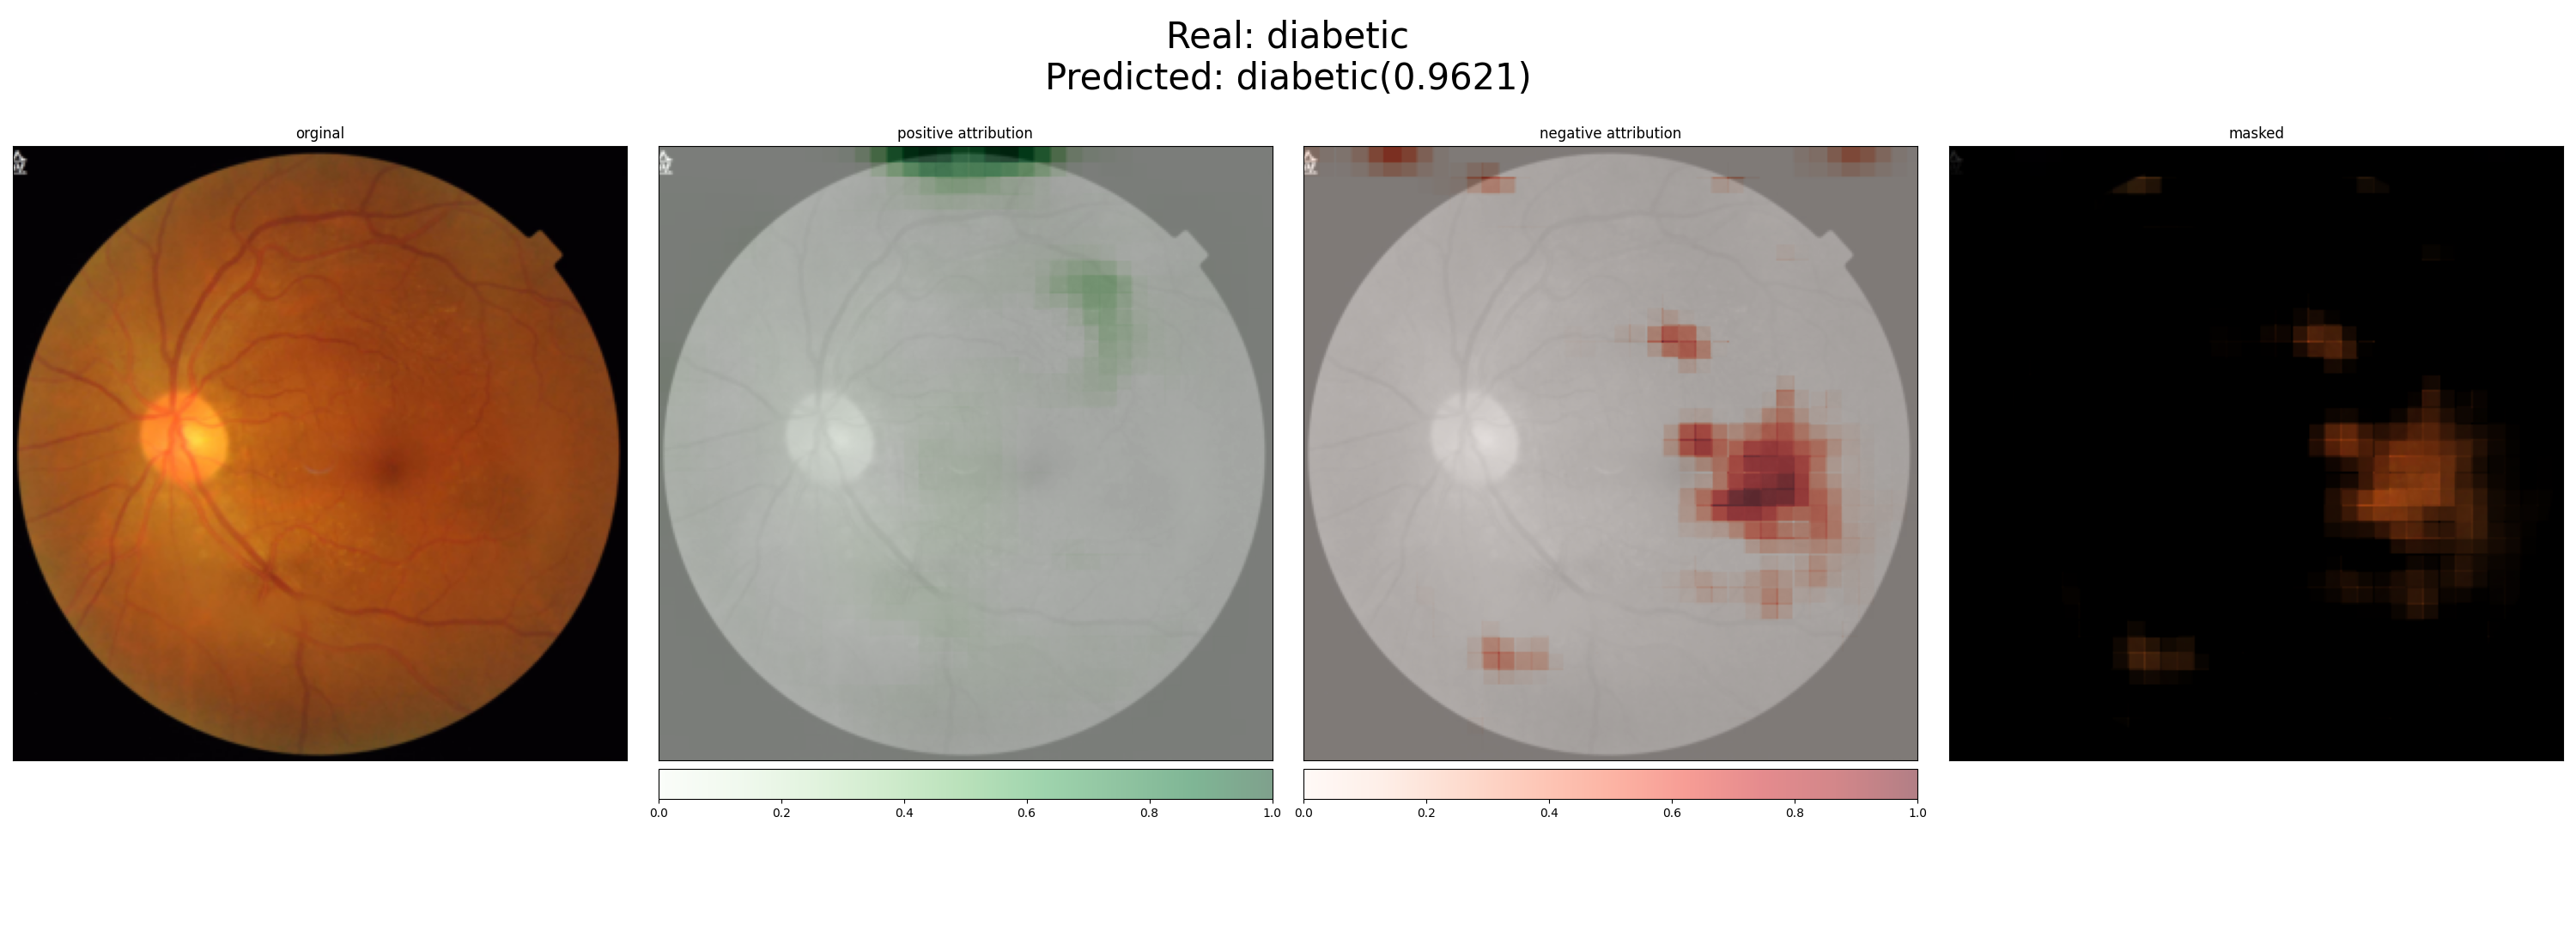 Real: diabetic
Predicted: diabetic(0.9621)
orginal
positive attribution
negative attribution
masked
0.0 0.2 0.4 0.6 0.8 1.0
0.0 0.2 0.4 0.6 0.8 1.0